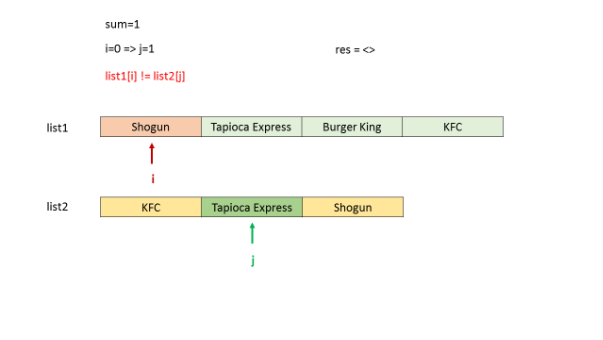 sum=1
i=0 => j=1
res = <>
list1[i] != list2[j]
list1 Shogun Tapioca Express Burger King KFC
i
list2 KFC Tapioca Express Shogun
j